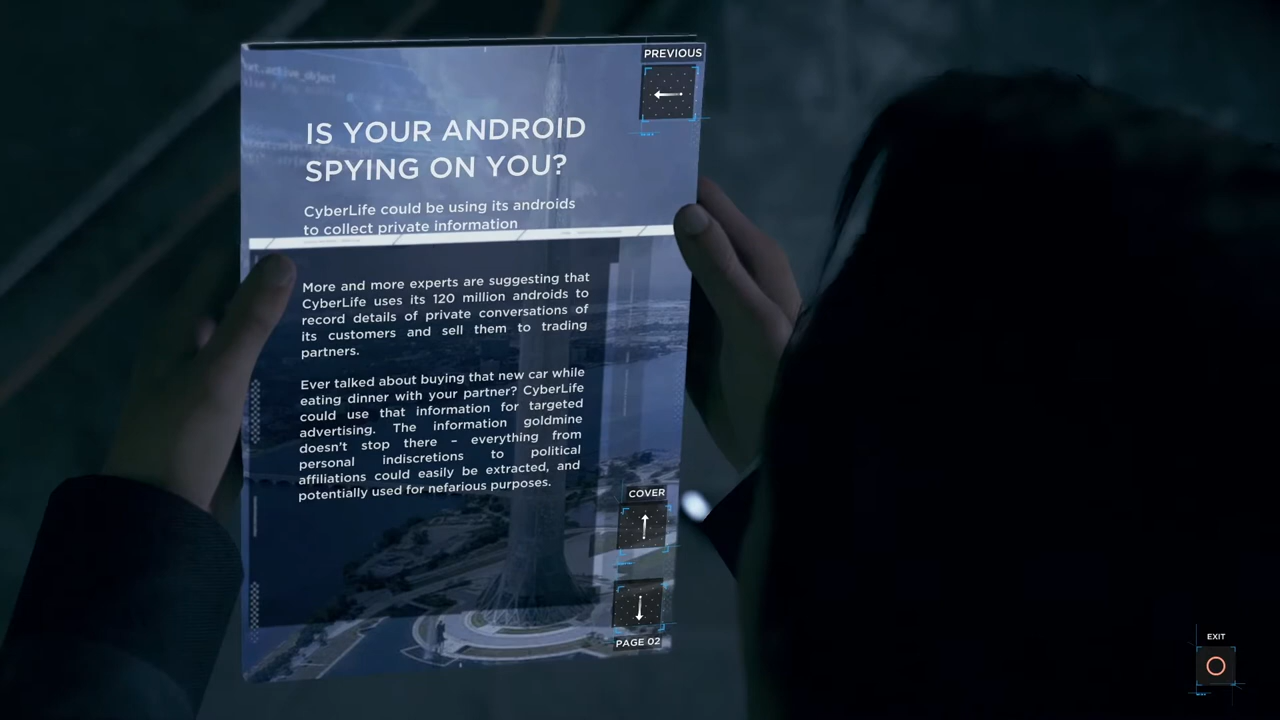 PREVIOUS
IS YOUR ANDROID
SPYING ON YOU?
CyberLife could be using its androids
to collect private information
More and more experts are suggesting that
CyberLife uses its 120 million androids to
record details of private conversations of
its customers and sell them to trading
partners.
Ever talked about buying that new car while
eating dinner with your partner? CyberLife
could use that information for targeted
advertising. The information goldmine
doesn't stop there – everything from
personal indiscretions to political
affiliations could easily be extracted, and
potentially used for nefarious purposes.
COVER
PAGE 02
EXIT